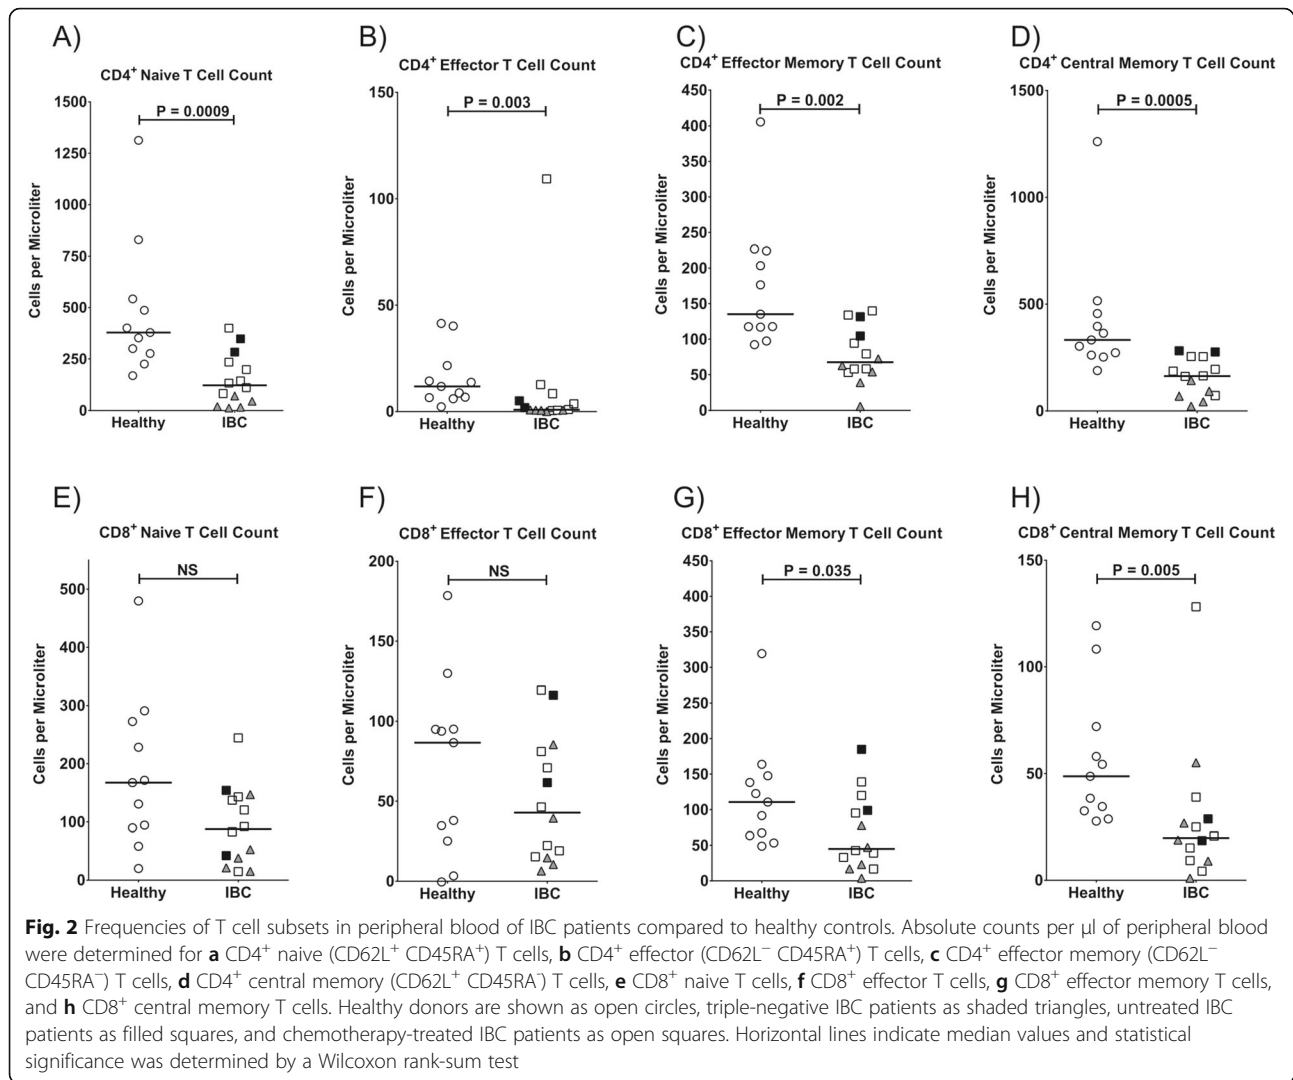 A)
CD4+ Naive T Cell Count
Cells per Microliter
1500
1250
1000
750
500
250
0
P = 0.0009
Healthy
IBC
B)
CD4+ Effector T Cell Count
Cells per Microliter
150
100
50
0
P = 0.003
Healthy
IBC
C)
CD4+ Effector Memory T Cell Count
Cells per Microliter
450
400
350
300
250
200
150
100
50
0
P = 0.002
Healthy
IBC
D)
CD4+ Central Memory T Cell Count
Cells per Microliter
1500
1000
500
0
P = 0.0005
Healthy
IBC
E)
CD8+ Naive T Cell Count
Cells per Microliter
500
400
300
200
100
0
NS
Healthy
IBC
F)
CD8+ Effector T Cell Count
Cells per Microliter
200
150
100
50
0
NS
Healthy
IBC
G)
CD8+ Effector Memory T Cell Count
Cells per Microliter
450
400
350
300
250
200
150
100
50
0
P = 0.035
Healthy
IBC
H)
CD8+ Central Memory T Cell Count
Cells per Microliter
150
100
50
0
P = 0.005
Healthy
IBC
Fig. 2 Frequencies of T cell subsets in peripheral blood of IBC patients compared to healthy controls. Absolute counts per µl of peripheral blood
were determined for a CD4+ naive (CD62L+ CD45RA+) T cells, b CD4+ effector (CD62L− CD45RA+) T cells, c CD4+ effector memory (CD62L−
CD45RA−) T cells, d CD4+ central memory (CD62L+ CD45RA-) T cells, e CD8+ naive T cells, f CD8+ effector T cells, g CD8+ effector memory T cells,
and h CD8+ central memory T cells. Healthy donors are shown as open circles, triple-negative IBC patients as shaded triangles, untreated IBC
patients as filled squares, and chemotherapy-treated IBC patients as open squares. Horizontal lines indicate median values and statistical
significance was determined by a Wilcoxon rank-sum test